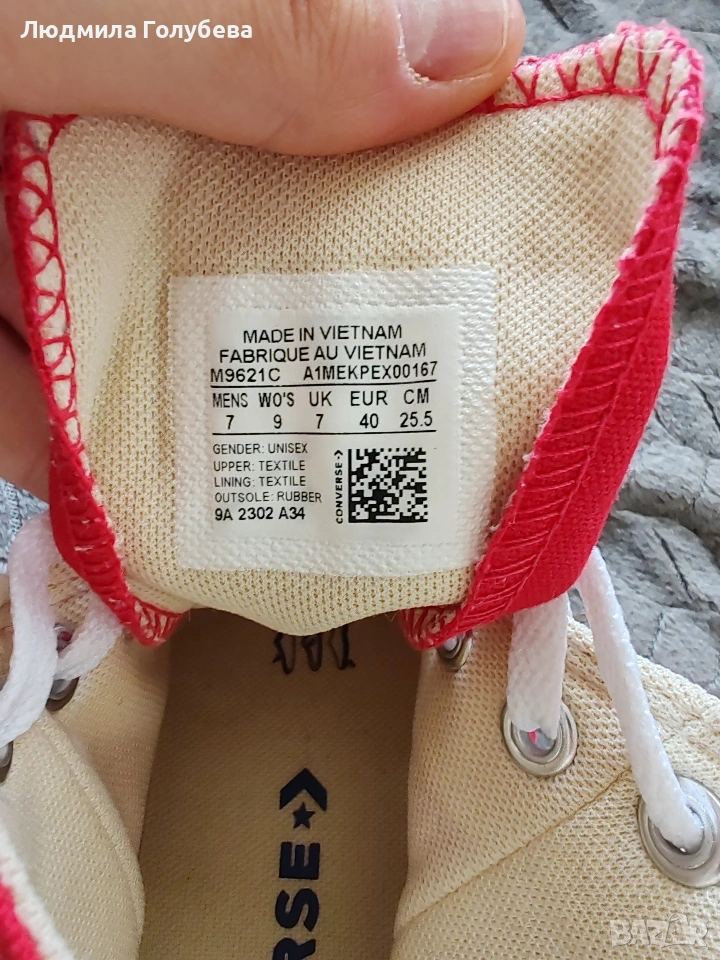 Людмила Голубева
MADE IN VIETNAM
FABRIQUE AU VIETNAM
M9621C A1MEKPEX00167
MENS WO'S UK EUR CM
7 9 7 40 25.5
GENDER: UNISEX
UPPER: TEXTILE
LINING: TEXTILE
OUTSOLE: RUBBER
9A 2302 A34
CONVERSE
RSE
BAZAR